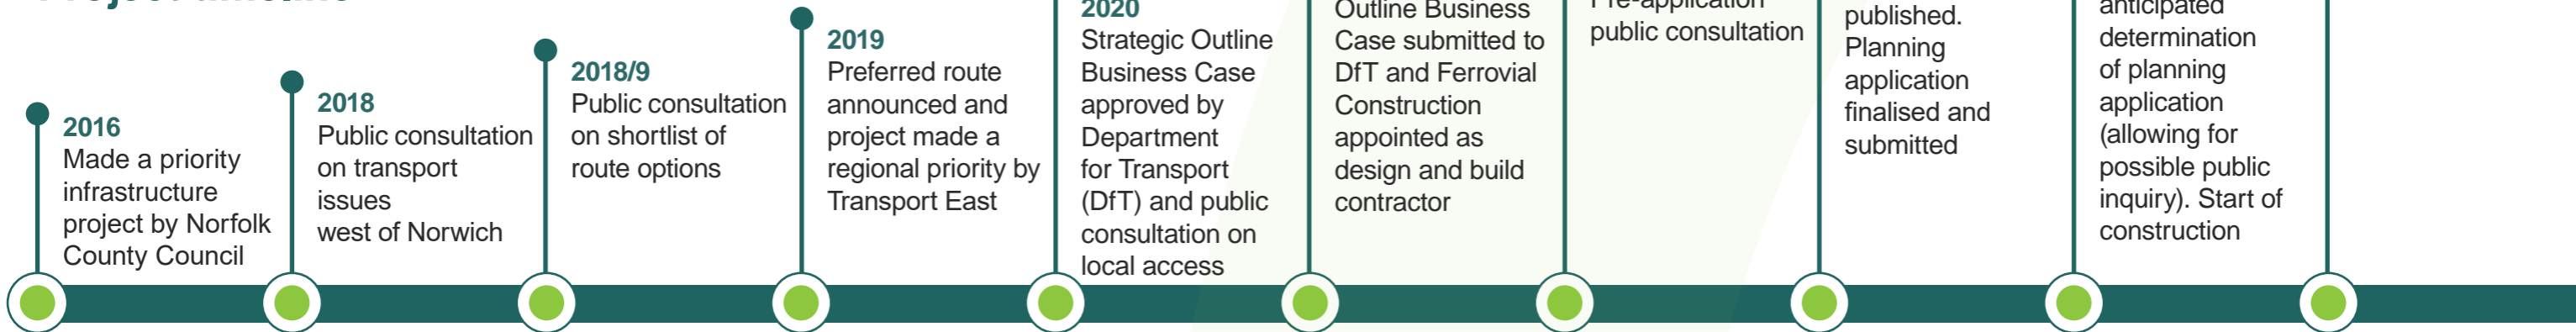 Project timeline
2016
Made a priority
infrastructure
project by Norfolk
County Council
2018
Public consultation
on transport
issues
west of Norwich
2018/9
Public consultation
on shortlist of
route options
2019
Preferred route
announced and
project made a
regional priority by
Transport East
2020
Strategic Outline
Business Case
approved by
Department
for Transport
(DfT) and public
consultation on
local access
Outline Business
Case submitted to
DfT and Ferrovial
Construction
appointed as
design and build
contractor
Pre-application
public consultation
published.
Planning
application
finalised and
submitted
anticipated
determination
of planning
application
(allowing for
possible public
inquiry). Start of
construction